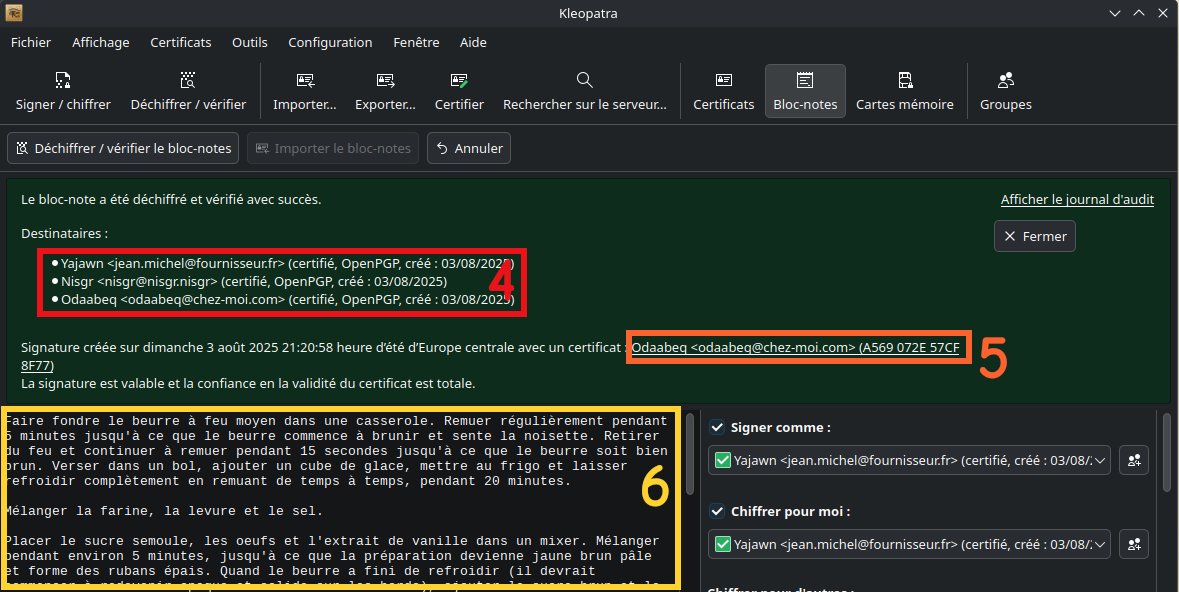 Kleopatra
Fichier Affichage Certificats Outils Configuration Fenêtre Aide
Signer / chiffrer Déchiffrer / vérifier Importer... Exporter... Certifier Rechercher sur le serveur... Certificats Bloc-notes Cartes mémoire Groupes
Déchiffrer / vérifier le bloc-notes Importer le bloc-notes Annuler
Le bloc-note a été déchiffré et vérifié avec succès. Afficher le journal d'audit
Destinataires : Fermer
Yajawn <jean.michel@fournisseur.fr> (certifié, OpenPGP, créé : 03/08/2025)
Nisgr <nisgr@nisgr.nisgr> (certifié, OpenPGP, créé : 03/08/2025)
Odaabeq <odaabeq@chez-moi.com> (certifié, OpenPGP, créé : 03/08/2025)
4
Signature créée sur dimanche 3 août 2025 21:20:58 heure d'été d'Europe centrale avec un certificat : Odaabeq <odaabeq@chez-moi.com> (A569 072E 57CF
8F77)
5
La signature est valable et la confiance en la validité du certificat est totale.
Faire fondre le beurre à feu moyen dans une casserole. Remuer régulièrement pendant
5 minutes jusqu'à ce que le beurre commence à brunir et sente la noisette. Retirer
du feu et continuer à remuer pendant 15 secondes jusqu'à ce que le beurre soit bien
brun. Verser dans un bol, ajouter un cube de glace, mettre au frigo et laisser
refroidir complètement en remuant de temps à temps, pendant 20 minutes.
Mélanger la farine, la levure et le sel.
Placer le sucre semoule, les oeufs et l'extrait de vanille dans un mixer. Mélanger
pendant environ 5 minutes, jusqu'à ce que la préparation devienne jaune brun pâle
et forme des rubans épais. Quand le beurre a fini de refroidir (il devrait
6
Signer comme :
Yajawn <jean.michel@fournisseur.fr> (certifié, créé : 03/08/
Chiffrer pour moi :
Yajawn <jean.michel@fournisseur.fr> (certifié, créé : 03/08/
Chiffrer pour d'autres :